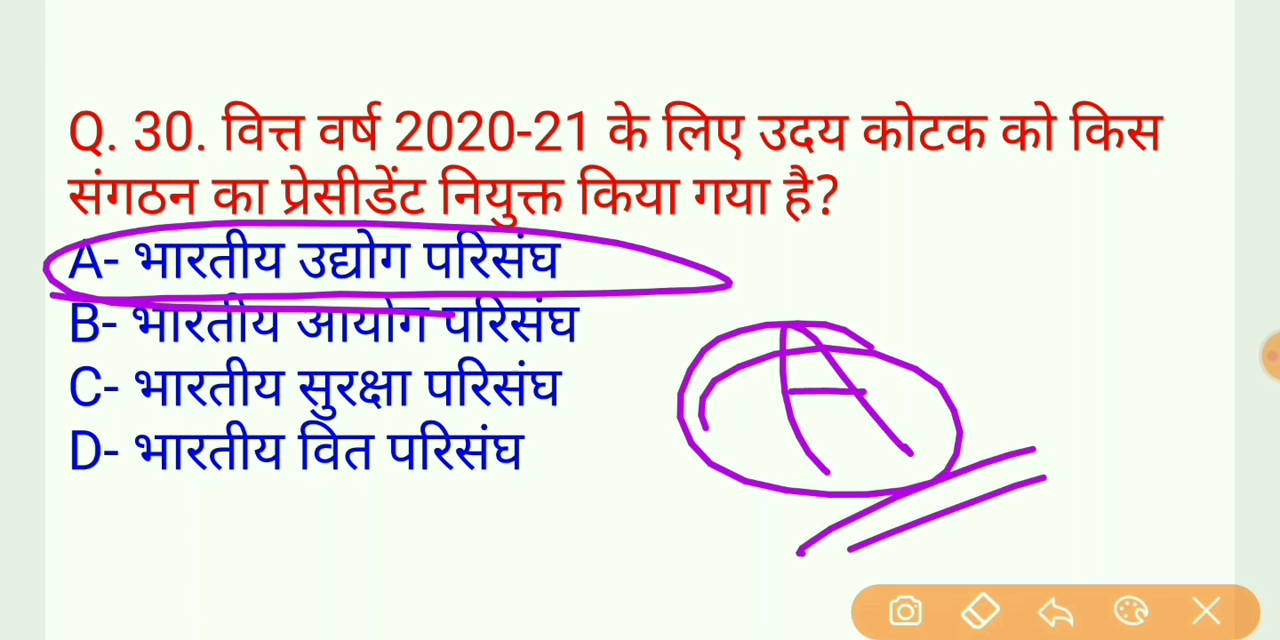 Q. 30. वित्त वर्ष 2020-21 के लिए उदय कोटक को किस
संगठन का प्रेसीडेंट नियुक्त किया गया है?
A- भारतीय उद्योग परिसंघ
B- भारतीय आयोग परिसंघ
C- भारतीय सुरक्षा परिसंघ
D- भारतीय वित परिसंघ
A